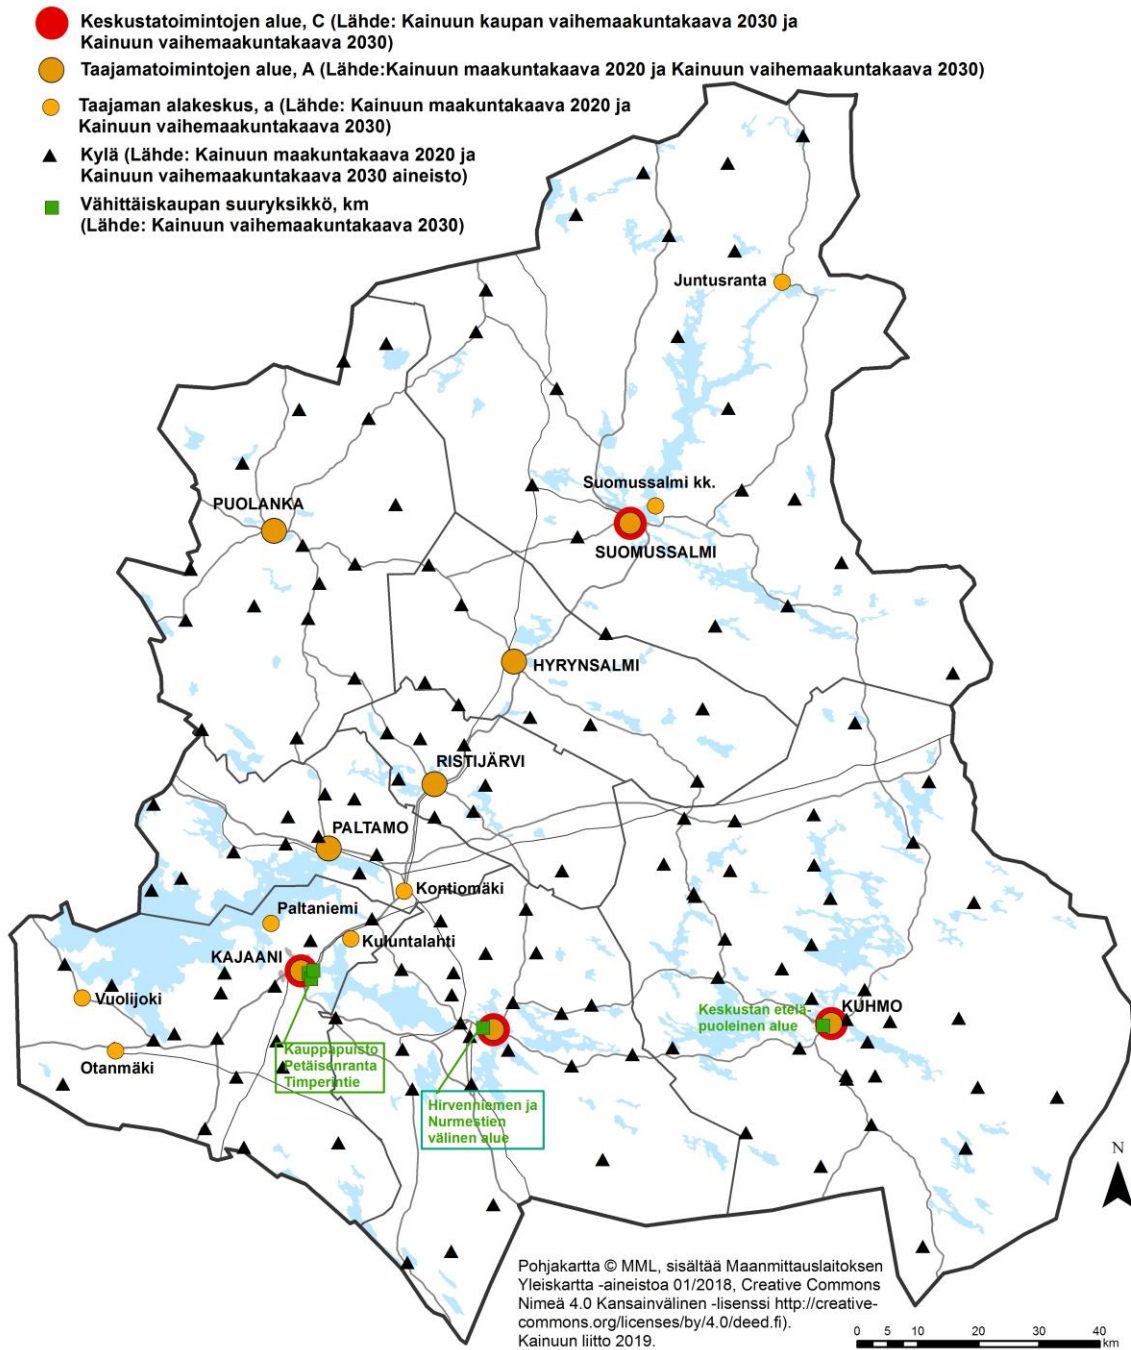 Keskustatoimintojen alue, C (Lähde: Kainuun kaupan vaihemaakuntakaava 2030 ja
Kainuun vaihemaakuntakaava 2030)
Taajamatoimintojen alue, A (Lähde:Kainuun maakuntakaava 2020 ja Kainuun vaihemaakuntakaava 2030)
Taajaman alakeskus, a (Lähde: Kainuun maakuntakaava 2020 ja
Kainuun vaihemaakuntakaava 2030)
Kylä (Lähde: Kainuun maakuntakaava 2020 ja
Kainuun vaihemaakuntakaava 2030 aineisto)
Vähittäiskaupan suuryksikkö, km
(Lähde: Kainuun vaihemaakuntakaava 2030)
Juntusranta
Suomussalmi kk.
PUOLANKA
SUOMUSSALMI
HYRYNSALMI
RISTIJÄRVI
PALTAMO
Kontiomäki
Paltaniemi
Kuluntalahti
KAJAANI
Vuolijoki
KUHMO
Keskustan etelä-
puoleinen alue
Otanmäki
Kauppapuisto
Petäisenranta
Timperintie
Hirvenniemen ja
Nurmestien
välinen alue
N
Pohjakartta © MML, sisältää Maanmittauslaitoksen
Yleiskartta -aineistoa 01/2018, Creative Commons
Nimeä 4.0 Kansainvälinen -lisenssi http://creative-
commons.org/licenses/by/4.0/deed.fi).
Kainuun liitto 2019.
0 5 10 20 30 40
km